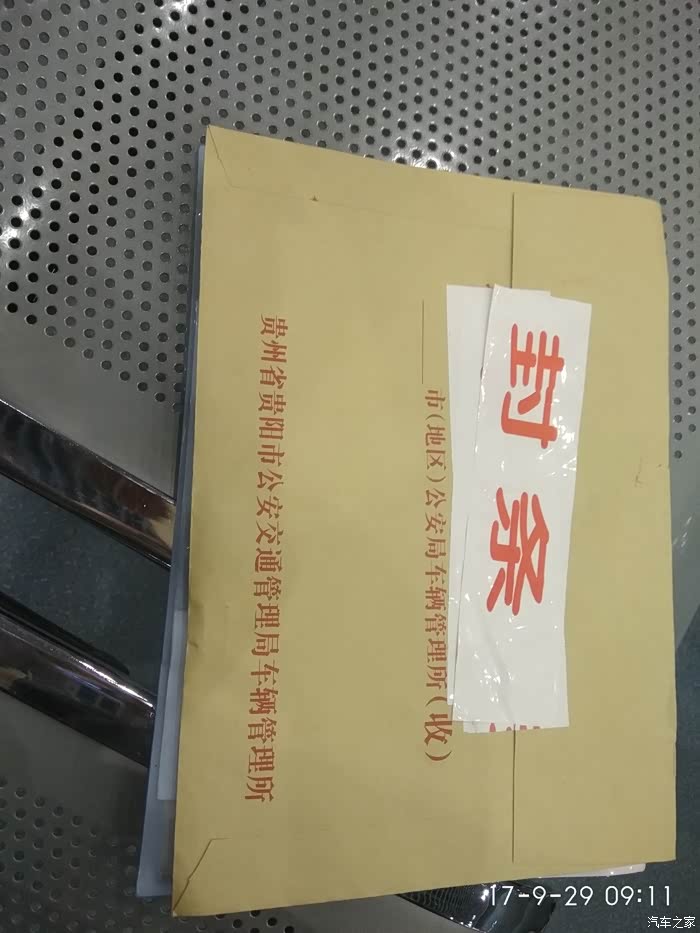 封条
市(地区)公安局车辆管理所(收)
贵州省贵阳市公安交通管理局车辆管理所
17-9-29 09:11
汽车之家